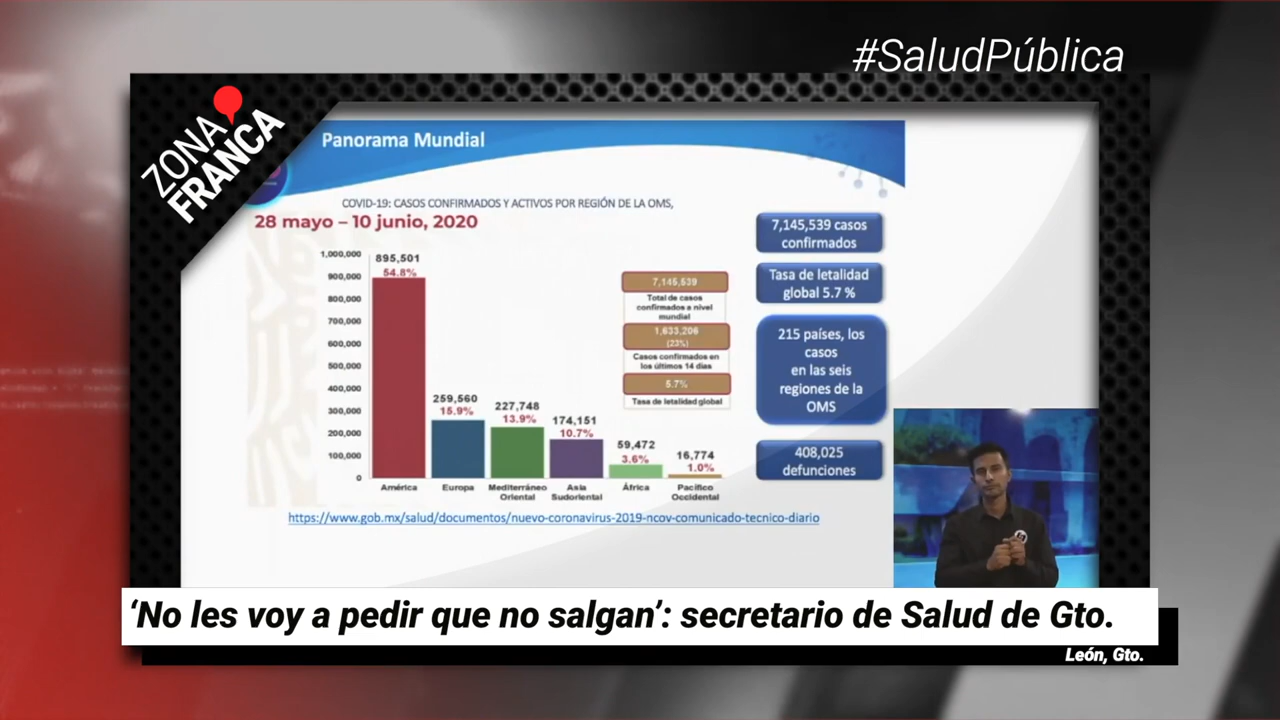 #SaludPública
ZONA
FRANCA
Panorama Mundial
COVID-19: CASOS CONFIRMADOS Y ACTIVOS POR REGIÓN DE LA OMS,
28 mayo – 10 junio, 2020
1,000,000
900,000
800,000
700,000
600,000
500,000
400,000
300,000
200,000
100,000
0
895,501
54.8%
259,560
15.9%
227,748
13.9%
174,151
10.7%
59,472
3.6%
16,774
1.0%
América
Europa
Mediterráneo
Oriental
Asia
Sudoriental
África
Pacífico
Occidental
7,145,539
Total de casos
confirmados a nivel
mundial
1,633,206
(23%)
Casos confirmados en
los últimos 14 días
5.7%
Tasa de letalidad global
7,145,539 casos
confirmados
Tasa de letalidad
global 5.7 %
215 países, los
casos
en las seis
regiones de la
OMS
408,025
defunciones
https://www.gob.mx/salud/documentos/nuevo-coronavirus-2019-ncov-comunicado-tecnico-diario
‘No les voy a pedir que no salgan’: secretario de Salud de Gto.
León, Gto.